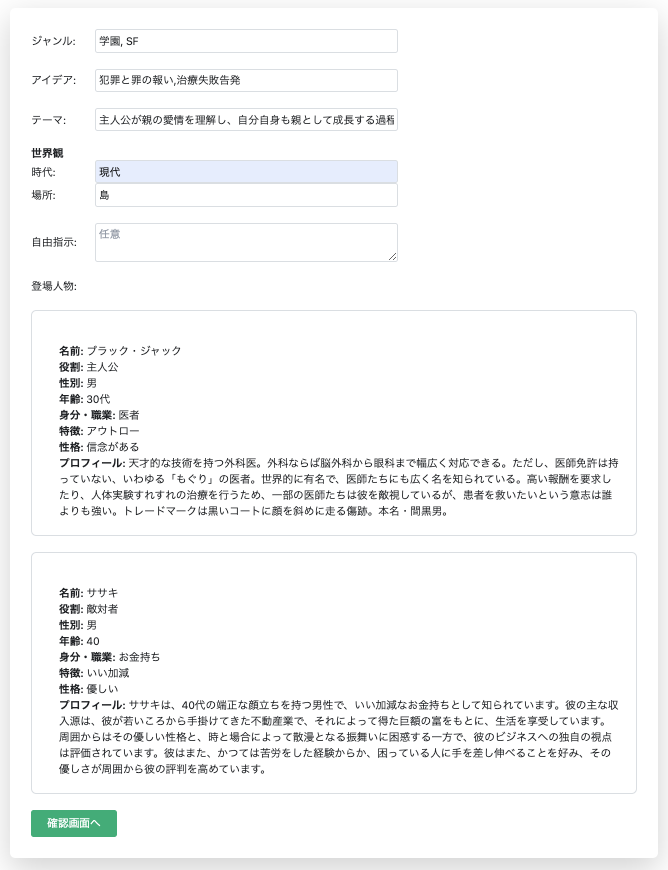 ジャンル: 学園, SF
アイデア: 犯罪と罪の報い,治療失敗告発
テーマ: 主人公が親の愛情を理解し、自分自身も親として成長する過程
世界観
時代: 現代
場所: 島
自由指示: 任意
登場人物:
名前: ブラック・ジャック
役割: 主人公
性別: 男
年齢: 30代
身分・職業: 医者
特徴: アウトロー
性格: 信念がある
プロフィール: 天才的な技術を持つ外科医。外科ならば脳外科から眼科まで幅広く対応できる。ただし、医師免許は持
っていない、いわゆる「もぐり」の医者。世界的に有名で、医師たちにも広く名を知られている。高い報酬を要求し
たり、人体実験すれすれの治療を行うため、一部の医師たちは彼を敵視しているが、患者を救いたいという意志は誰
よりも強い。トレードマークは黒いコートに顔を斜めに走る傷跡。本名・間黒男。
名前: ササキ
役割: 敵対者
性別: 男
年齢: 40
身分・職業: お金持ち
特徴: いい加減
性格: 優しい
プロフィール: ササキは、40代の端正な顔立ちを持つ男性で、いい加減なお金持ちとして知られています。彼の主な収
入源は、彼が若いころから手掛けてきた不動産業で、それによって得た巨額の富をもとに、生活を享受しています。
周囲からはその優しい性格と、時と場合によって散漫となる振舞いに困惑する一方で、彼のビジネスへの独自の視点
は評価されています。彼はまた、かつては苦労をした経験からか、困っている人に手を差し伸べることを好み、その
優しさが周囲から彼の評判を高めています。
確認画面へ